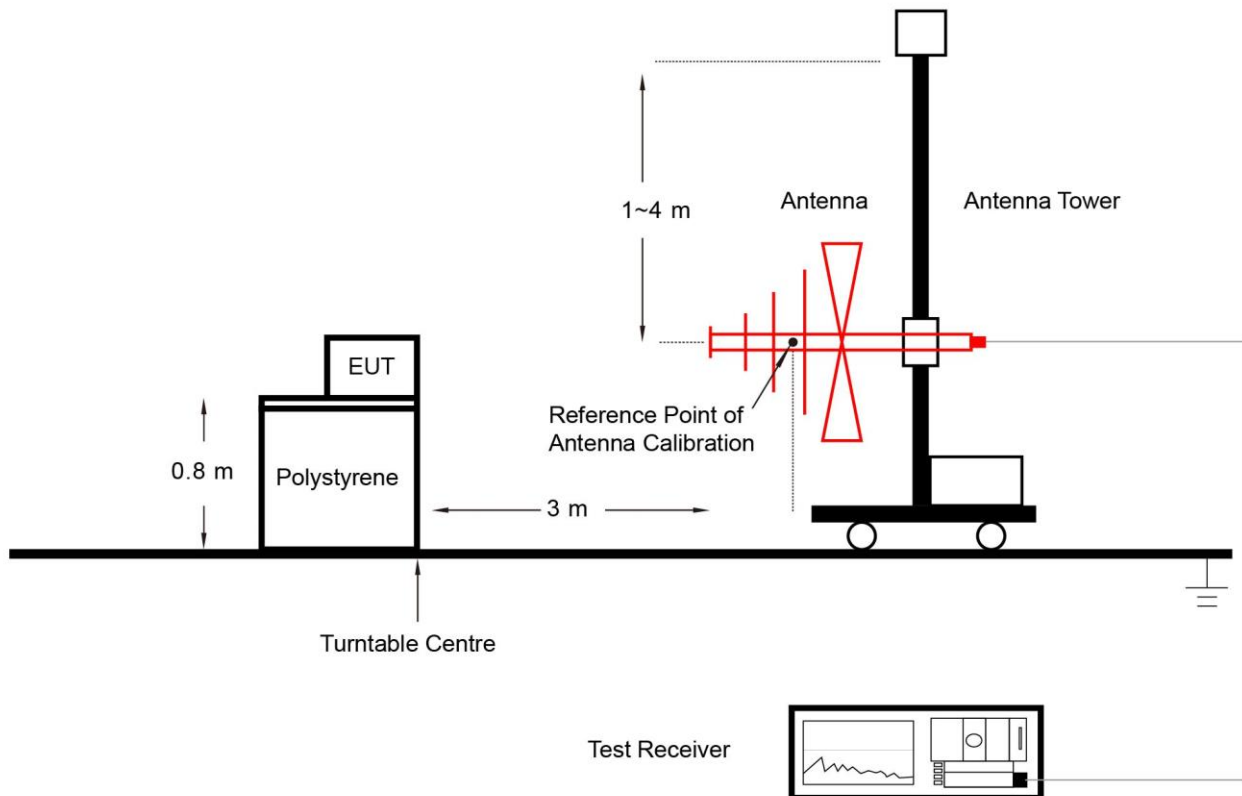 1~4 m
Antenna
Antenna Tower
EUT
Reference Point of
Antenna Calibration
0.8 m
Polystyrene
3 m
Turntable Centre
Test Receiver